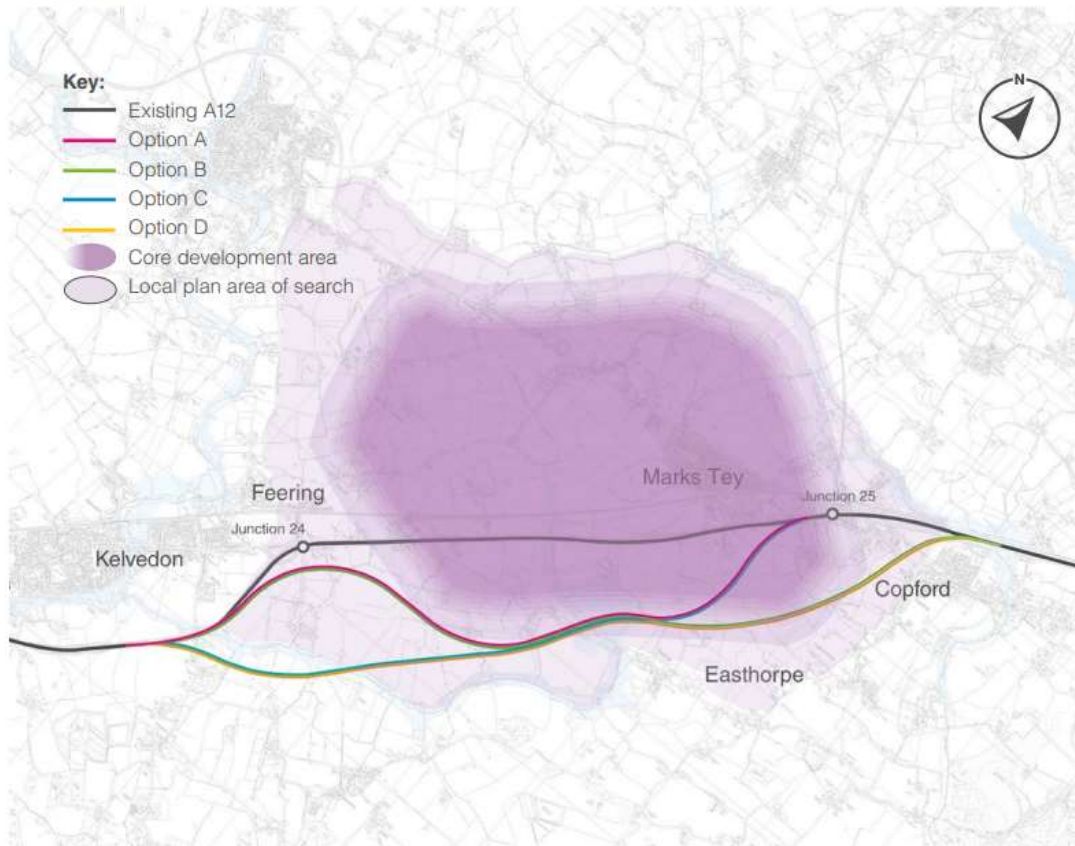 Key:
Existing A12
Option A
Option B
Option C
Option D
Core development area
Local plan area of search
N
Marks Tey
Feering
Junction 25
Junction 24
Kelvedon
Copford
Easthorpe